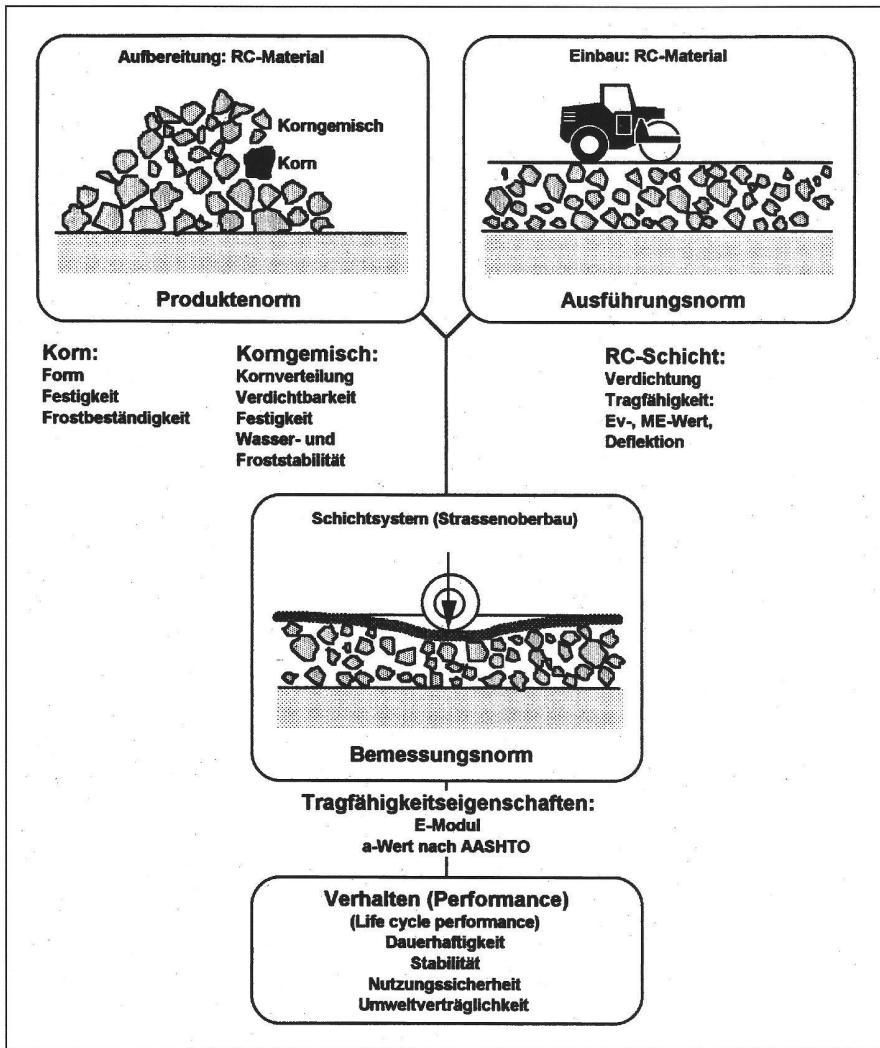 Aufbereitung: RC-Material
Korngemisch
Korn
Produktenorm
Einbau: RC-Material
Ausführungsnorm
Korn:
Form
Festigkeit
Frostbeständigkeit
Korngemisch:
Kornverteilung
Verdichtbarkeit
Festigkeit
Wasser- und
Froststabilität
RC-Schicht:
Verdichtung
Tragfähigkeit:
Ev-, ME-Wert,
Deflektion
Schichtsystem (Strassenoberbau)
Bemessungsnorm
Tragfähigkeitseigenschaften:
E-Modul
a-Wert nach AASHTO
Verhalten (Performance)
(Life cycle performance)
Dauerhaftigkeit
Stabilität
Nutzungssicherheit
Umweltverträglichkeit